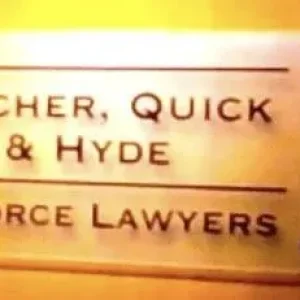 CHER, QUICK
& HYDE
ORCE LAWYERS